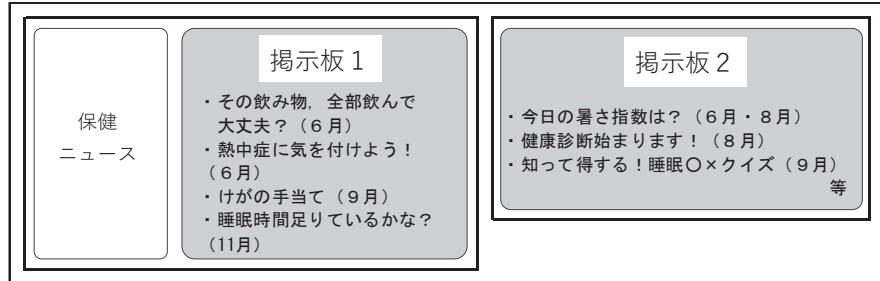 保健
ニュース
掲示板1
・その飲み物，全部飲んで
大丈夫？（６月）
・熱中症に気を付けよう！
（６月）
・けがの手当て（９月）
・睡眠時間足りているかな？
（11月）
掲示板2
・今日の暑さ指数は？（６月・８月）
・健康診断始まります！（８月）
・知って得する！睡眠〇×クイズ（９月）
等